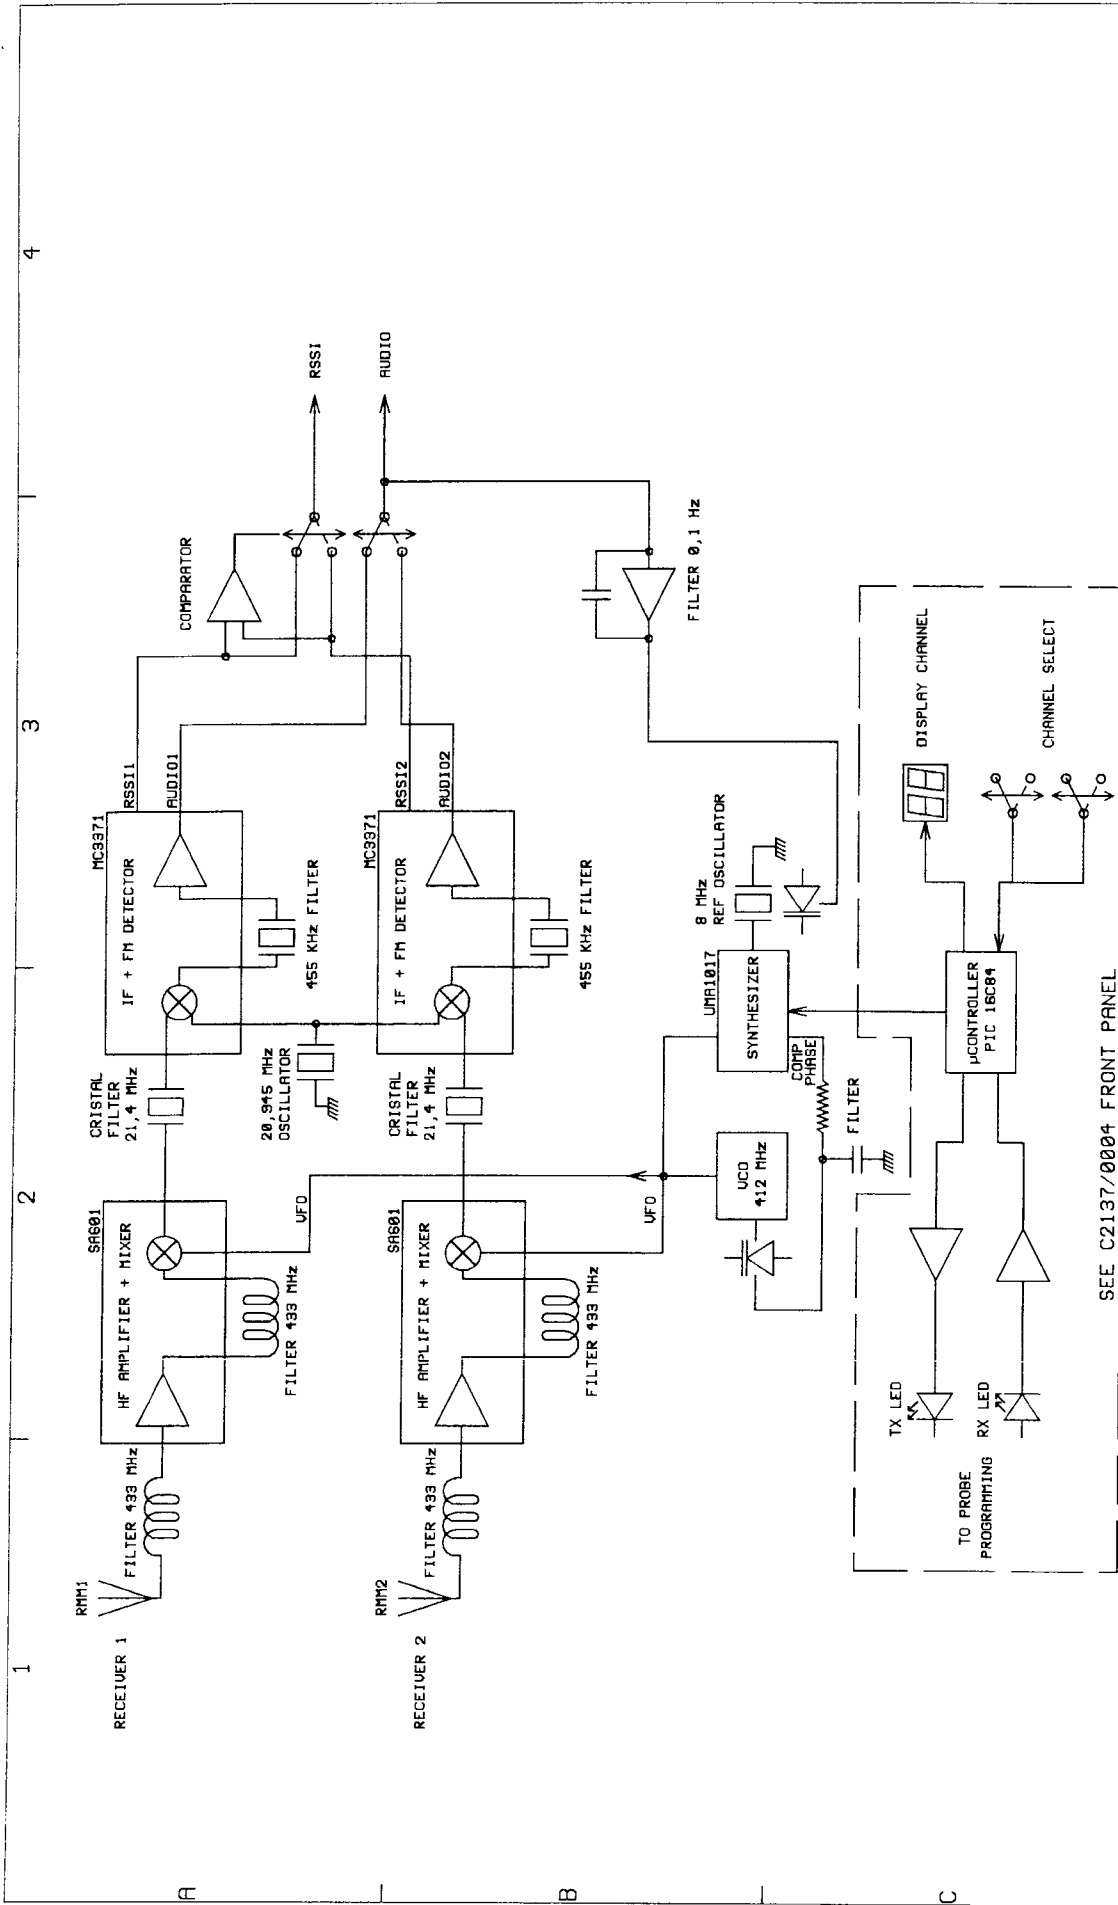 1
2
3
4
A
B
C
RECEIVER 1
RMM1
FILTER 433 MHz
SA601
HF AMPLIFIER + MIXER
FILTER 433 MHz
VFO
CRISTAL
FILTER
21,4 MHz
20,945 MHz
OSCILLATOR
MC3371
IF + FM DETECTOR
455 KHz FILTER
RSSI1
AUDIO1
COMPARATOR
RSSI
AUDIO
RECEIVER 2
RMM2
FILTER 433 MHz
SA601
HF AMPLIFIER + MIXER
FILTER 433 MHz
VFO
CRISTAL
FILTER
21,4 MHz
MC3371
IF + FM DETECTOR
455 KHz FILTER
RSSI2
AUDIO2
FILTER 0,1 Hz
VCO
412 MHz
UMA1017
SYNTHESIZER
COMP
PHASE
FILTER
8 MHz
REF OSCILLATOR
TX LED
RX LED
TO PROBE
PROGRAMMING
µCONTROLLER
PIC 16C84
DISPLAY CHANNEL
CHANNEL SELECT
SEE C2137/0004 FRONT PANEL